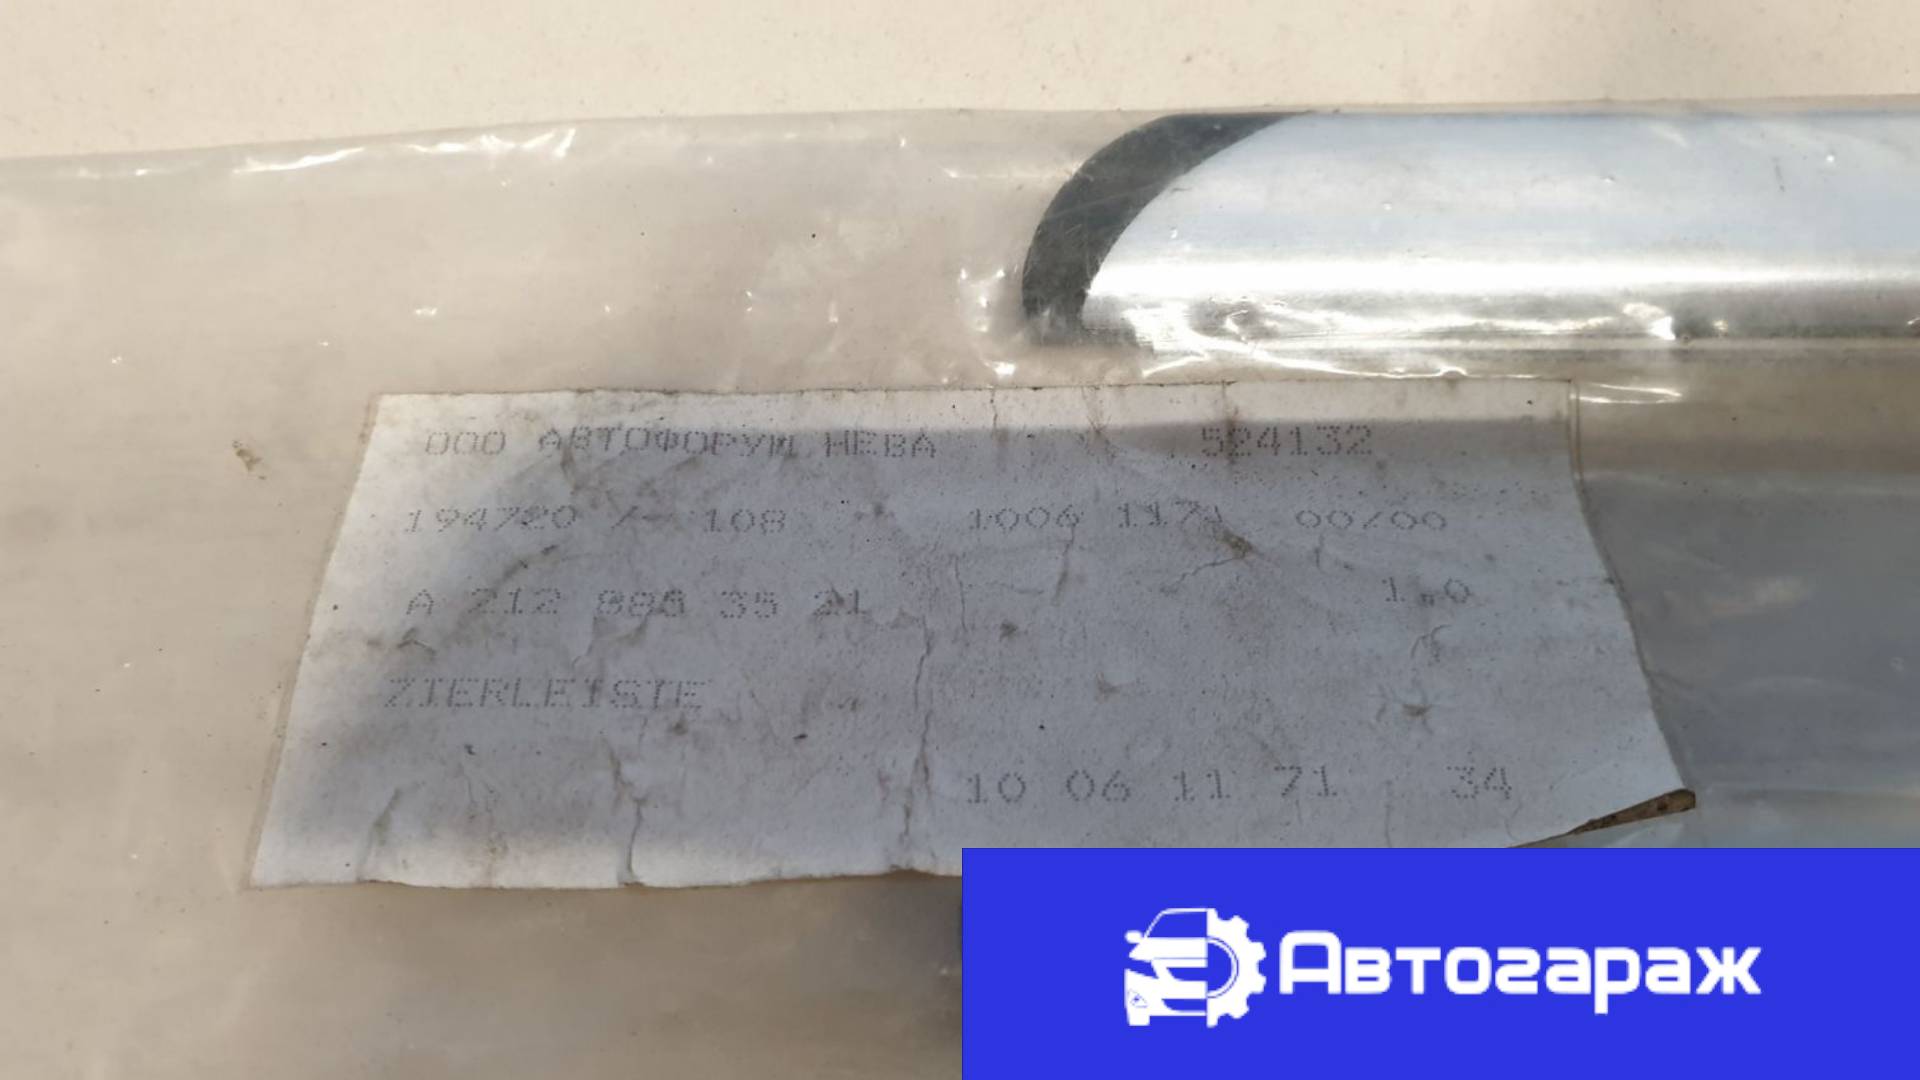 ООО АВТОФОРУМ НЕВА 524132
194720 /- 108 1006 1171 00/00
A 212 885 35 21 1.0
ZIERLEISTE
10 06 11 71 34
Автогараж